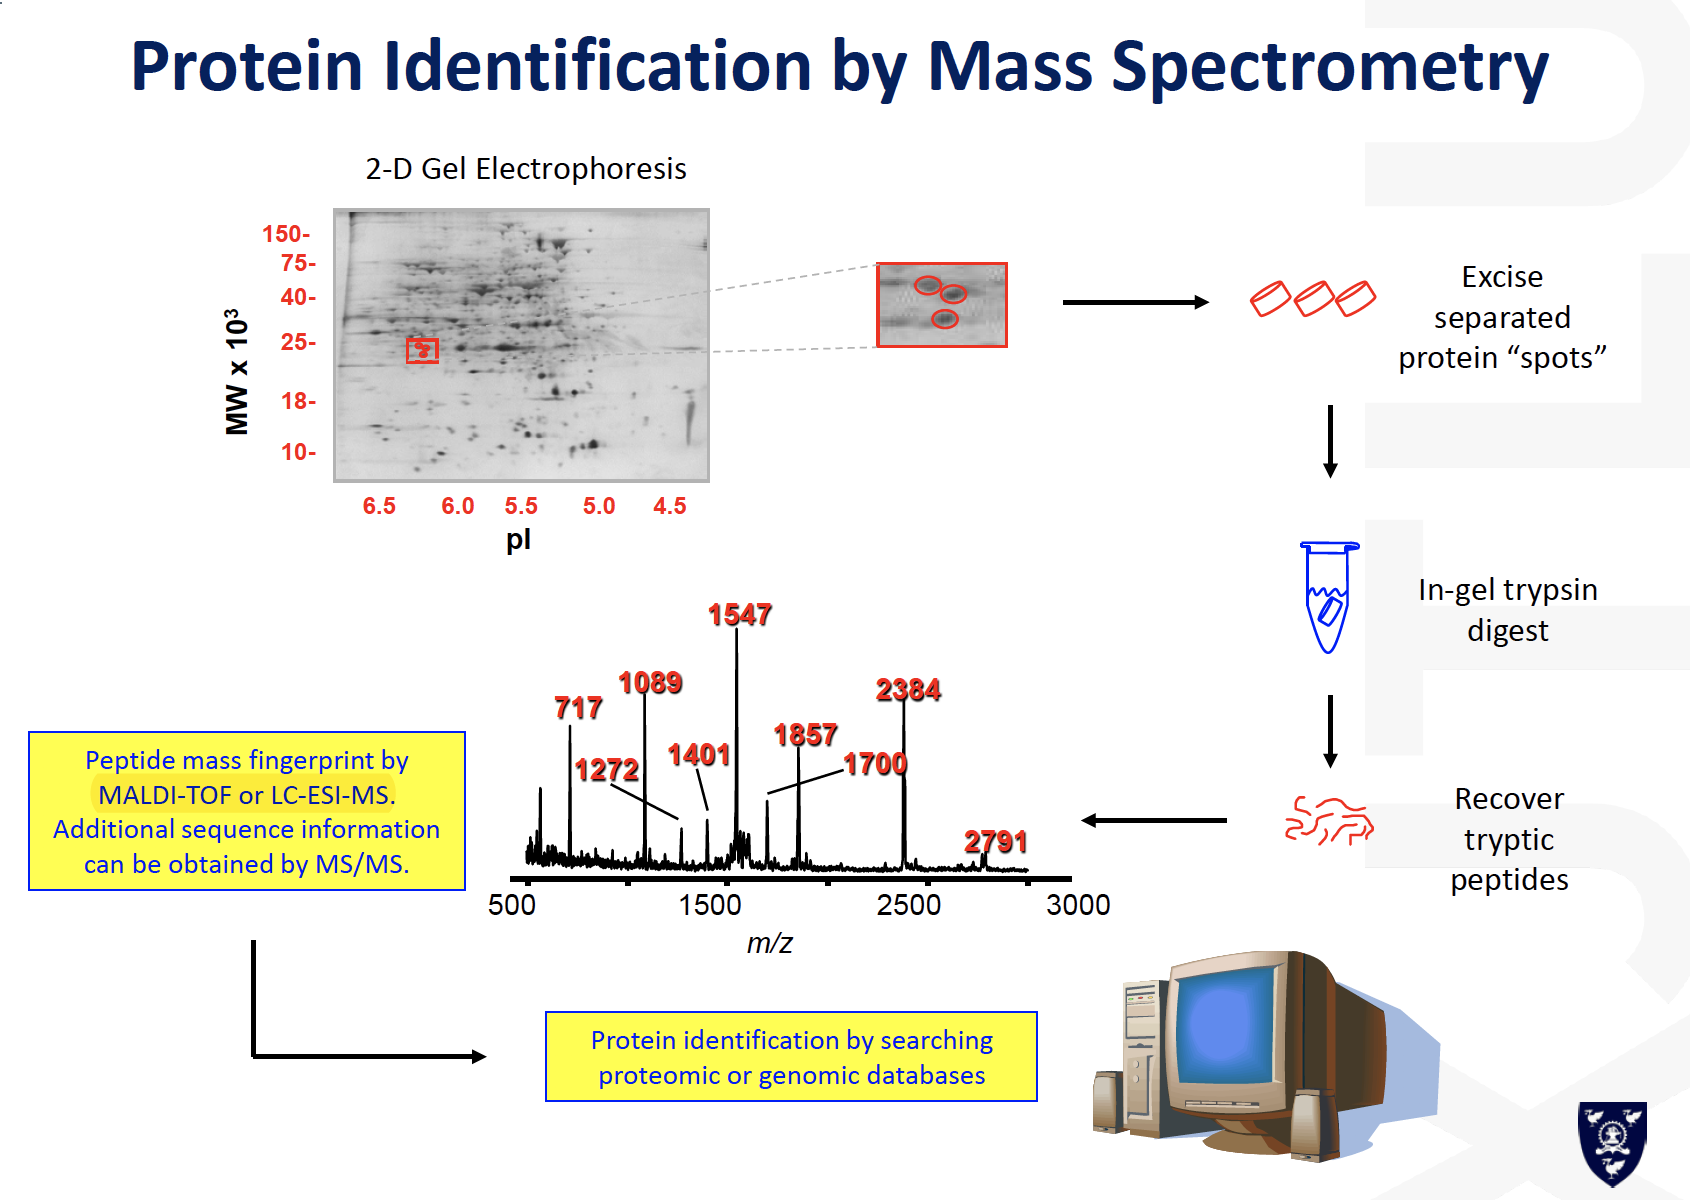 Protein Identification by Mass Spectrometry
2-D Gel Electrophoresis
150-
75-
40-
25-
18-
10-
MW x 10³
6.5 6.0 5.5 5.0 4.5
pI
Excise
separated
protein “spots”
In-gel trypsin
digest
Recover
tryptic
peptides
1547
1089
2384
717
1857
1401
1700
1272
2791
500 1500 2500 3000
m/z
Peptide mass fingerprint by
MALDI-TOF or LC-ESI-MS.
Additional sequence information
can be obtained by MS/MS.
Protein identification by searching
proteomic or genomic databases